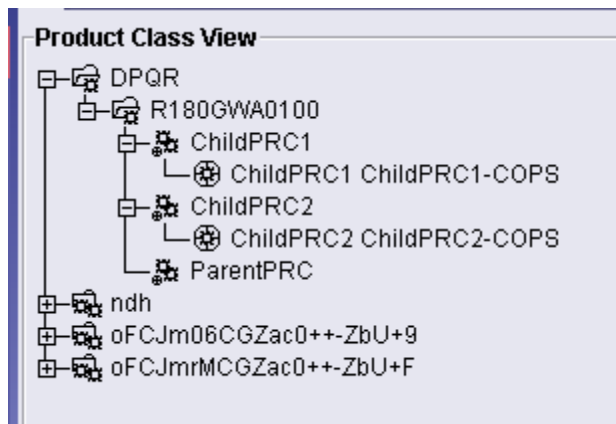 Product Class View
DPQR
R180GWA0100
ChildPRC1
ChildPRC1 ChildPRC1-COPS
ChildPRC2
ChildPRC2 ChildPRC2-COPS
ParentPRC
ndh
oFCJm06CGZac0++-ZbU+9
oFCJmrMCGZac0++-ZbU+F